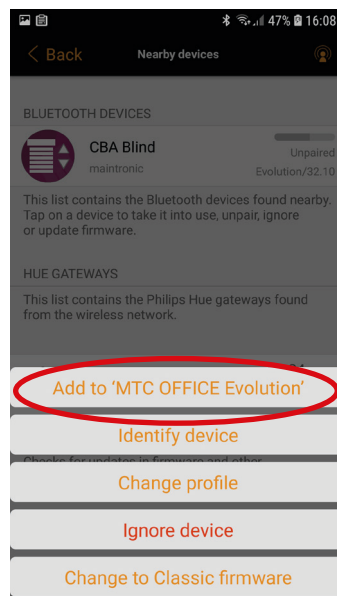 47% 16:08
Back Nearby devices
BLUETOOTH DEVICES
CBA Blind
Unpaired
maintronic
Evolution/32.10
This list contains the Bluetooth devices found nearby.
Tap on a device to take it into use, unpair, ignore
or update firmware.
HUE GATEWAYS
This list contains the Philips Hue gateways found
from the wireless network.
Add to ‘MTC OFFICE Evolution’
Identify device
Checks for updates in firmware and other
Change profile
Ignore device
Change to Classic firmware